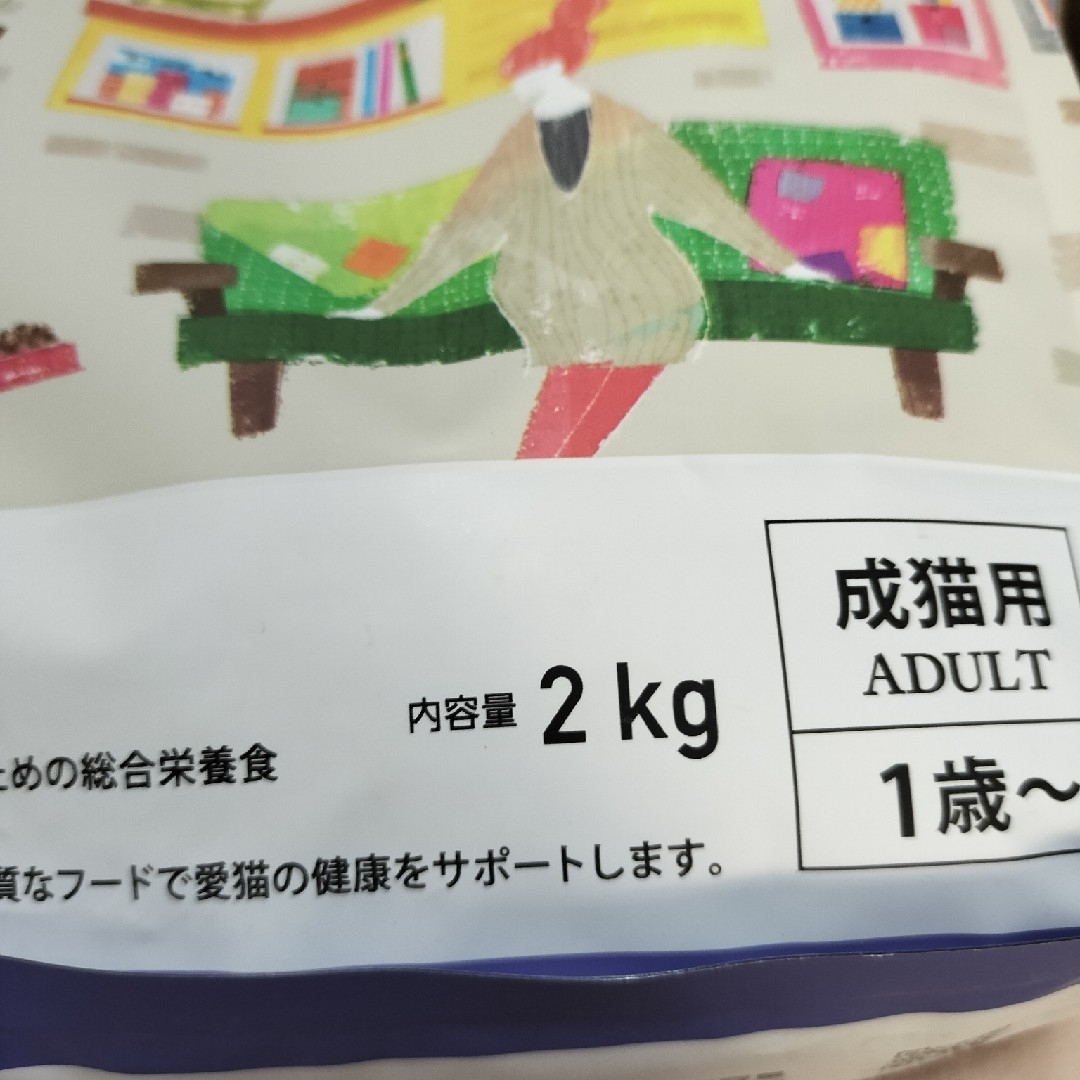 成猫用
ADULT
内容量 2 kg
1歳〜
ための総合栄養食
質なフードで愛猫の健康をサポートします。